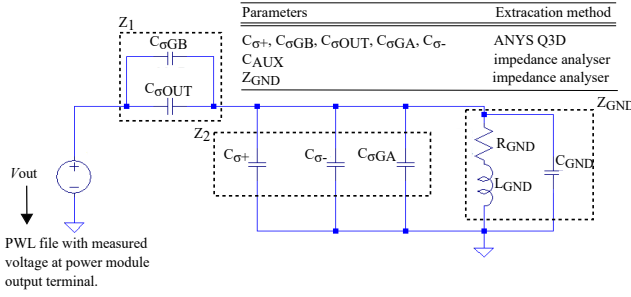 Parameters Extracation method
Cσ+, CσGB, CσOUT, CσGA, Cσ- ANYS Q3D
CAUX impedance analyser
ZGND impedance analyser
Z1
CσGB
CσOUT
ZGND
Z2
Cσ+ Cσ- CσGA
RGND
CGND
LGND
Vout
PWL file with measured
voltage at power module
output terminal.